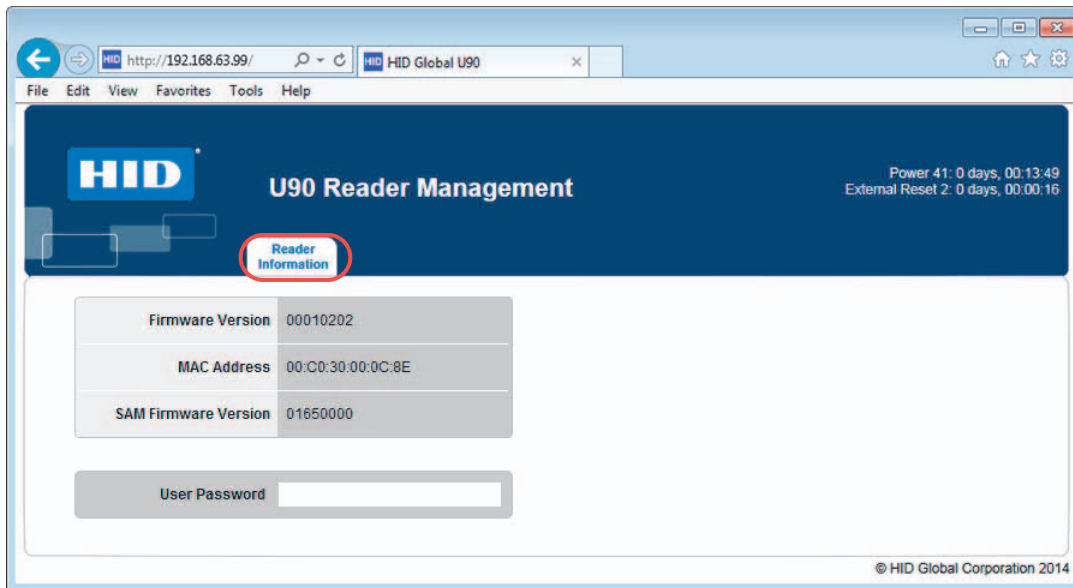 HID http://192.168.63.99/
HID HID Global U90
File Edit View Favorites Tools Help
HID
U90 Reader Management
Power 41: 0 days, 00:13:49
External Reset 2: 0 days, 00:00:16
Reader
Information
Firmware Version 00010202
MAC Address 00:C0:30:00:0C:8E
SAM Firmware Version 01650000
User Password
© HID Global Corporation 2014